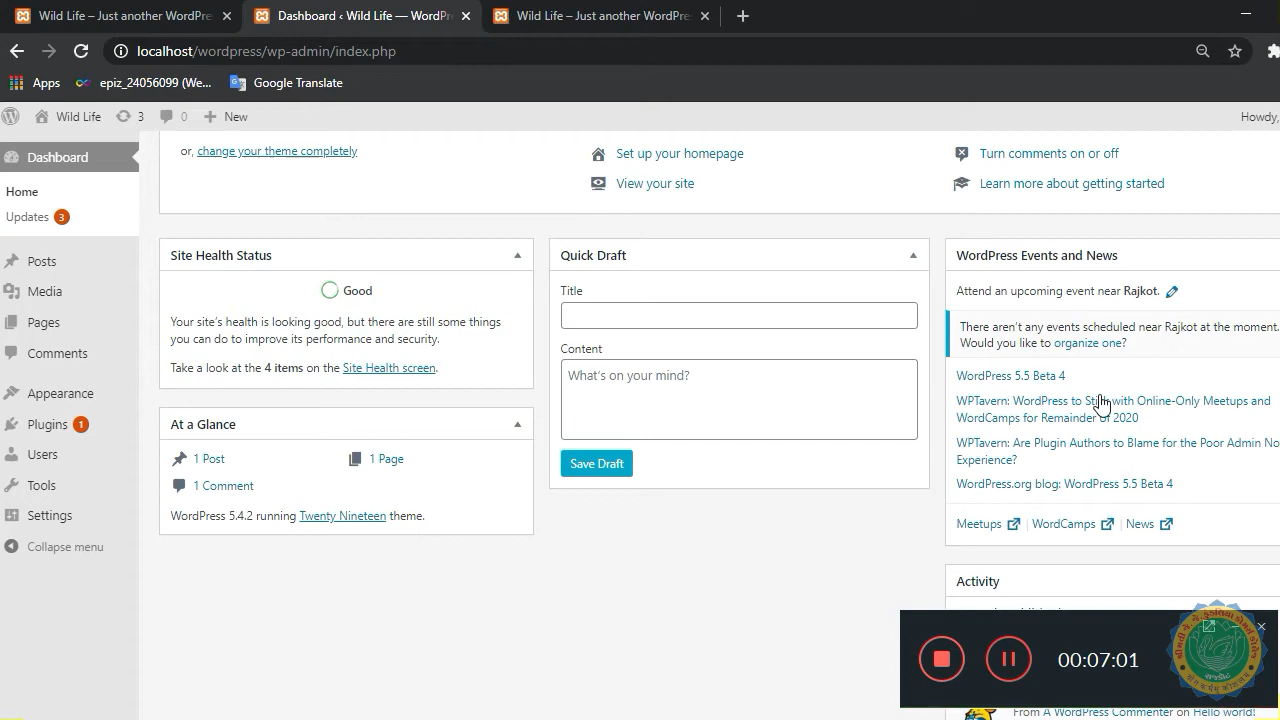 Wild Life – Just another WordPre
Dashboard ‹ Wild Life — WordPr
Wild Life – Just another WordPre
localhost/wordpress/wp-admin/index.php
Apps
epiz_24056099 (We...
Google Translate
Wild Life
3
0
New
Howdy,
Dashboard
Home
Updates 3
Posts
Media
Pages
Comments
Appearance
Plugins 1
Users
Tools
Settings
Collapse menu
or, change your theme completely
Set up your homepage
View your site
Turn comments on or off
Learn more about getting started
Site Health Status
Good
Your site's health is looking good, but there are still some things
you can do to improve its performance and security.
Take a look at the 4 items on the Site Health screen.
At a Glance
1 Post
1 Page
1 Comment
WordPress 5.4.2 running Twenty Nineteen theme.
Quick Draft
Title
Content
What's on your mind?
Save Draft
WordPress Events and News
Attend an upcoming event near Rajkot.
There aren't any events scheduled near Rajkot at the moment.
Would you like to organize one?
WordPress 5.5 Beta 4
WPTavern: WordPress to Stick with Online-Only Meetups and
WordCamps for Remainder of 2020
WPTavern: Are Plugin Authors to Blame for the Poor Admin No
Experience?
WordPress.org blog: WordPress 5.5 Beta 4
Meetups | WordCamps | News
Activity
00:07:01
From A WordPress Commenter on Hello world!